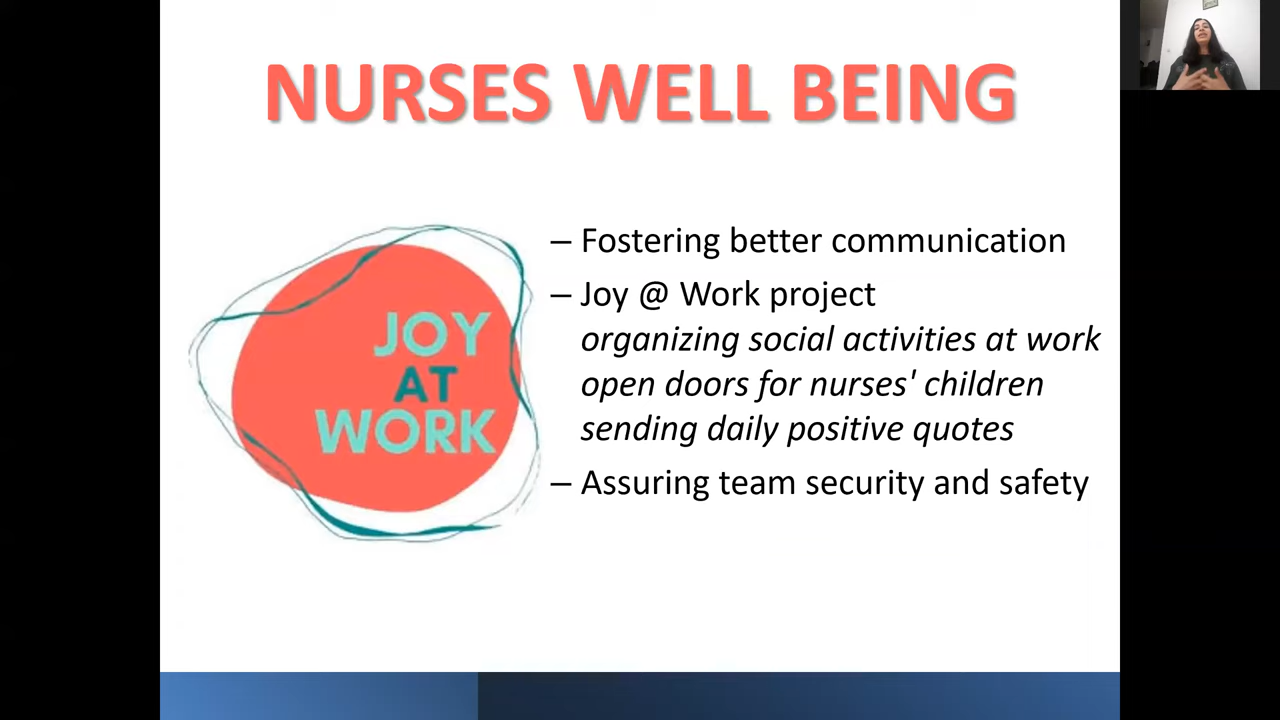 NURSES WELL BEING
JOY
AT
WORK
– Fostering better communication
– Joy @ Work project
organizing social activities at work
open doors for nurses' children
sending daily positive quotes
– Assuring team security and safety